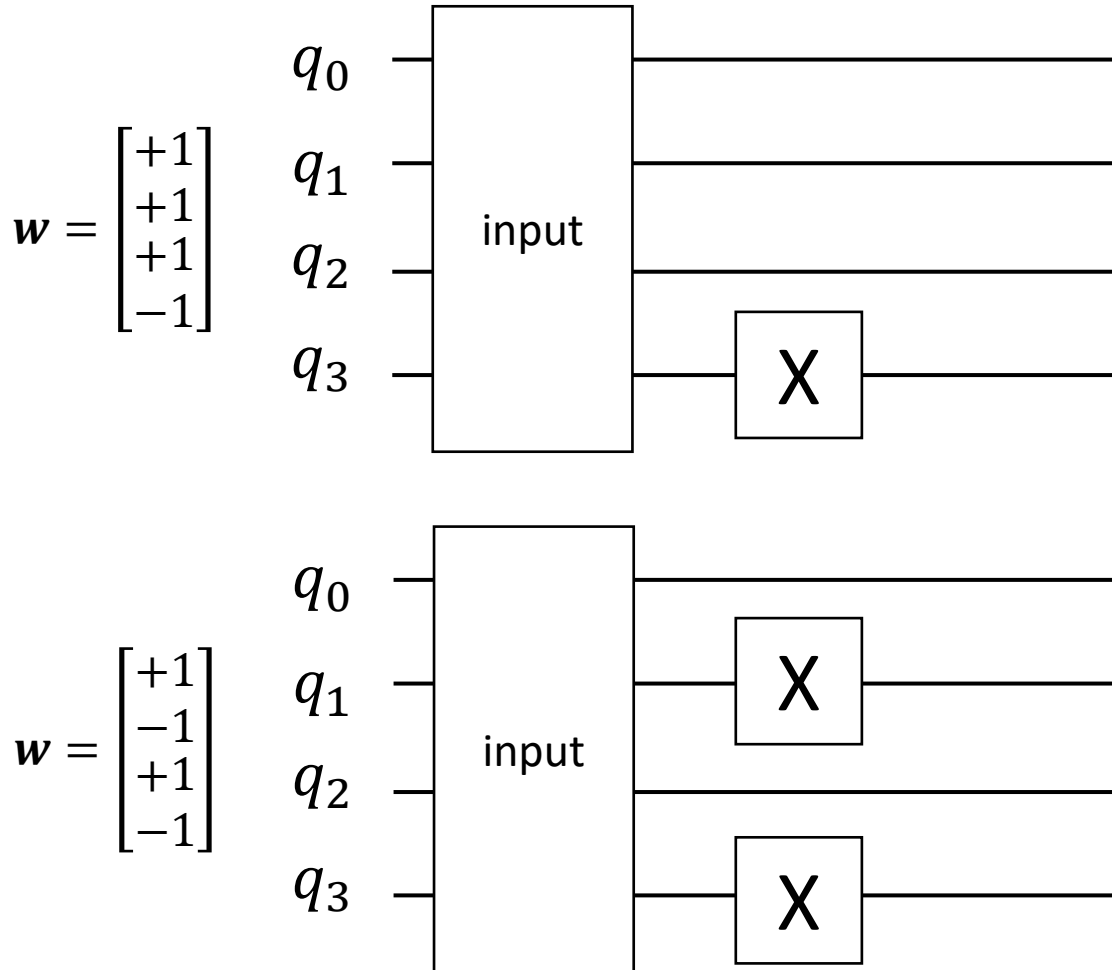 q₀
q₁
w = [+1 +1 +1 −1]
input
q₂
q₃
X
q₀
X
q₁
w = [+1 −1 +1 −1]
input
q₂
q₃
X